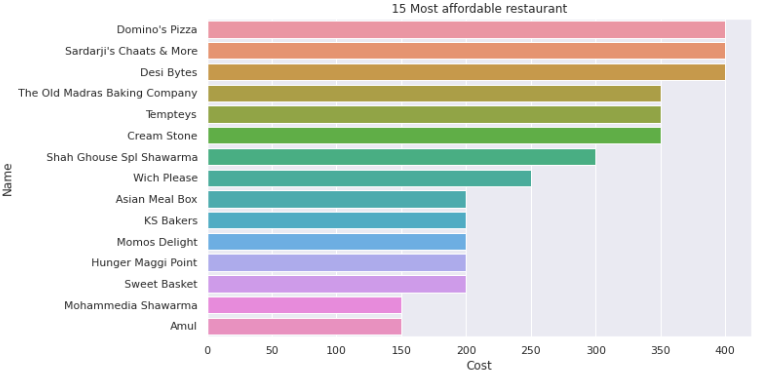 15 Most affordable restaurant
Domino's Pizza
Sardarji's Chaats & More
Desi Bytes
The Old Madras Baking Company
Tempteys
Cream Stone
Shah Ghouse Spl Shawarma
Wich Please
Asian Meal Box
KS Bakers
Momos Delight
Hunger Maggi Point
Sweet Basket
Mohammedia Shawarma
Amul
Name
0 50 100 150 200 250 300 350 400
Cost